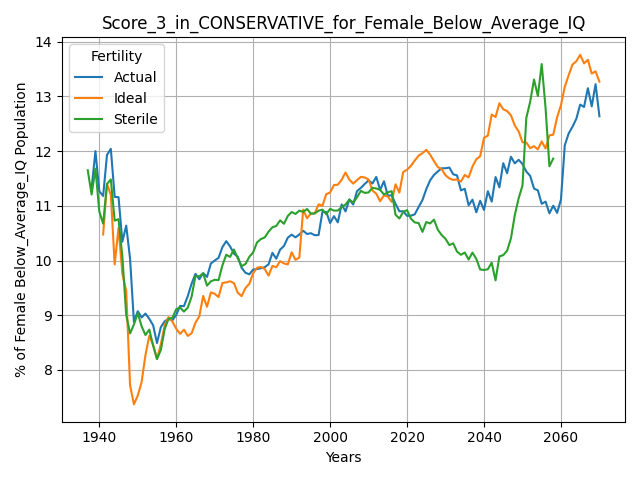 Score_3_in_CONSERVATIVE_for_Female_Below_Average_IQ
Fertility
Actual
Ideal
Sterile
% of Female Below_Average_IQ Population
14
13
12
11
10
9
8
1940 1960 1980 2000 2020 2040 2060
Years